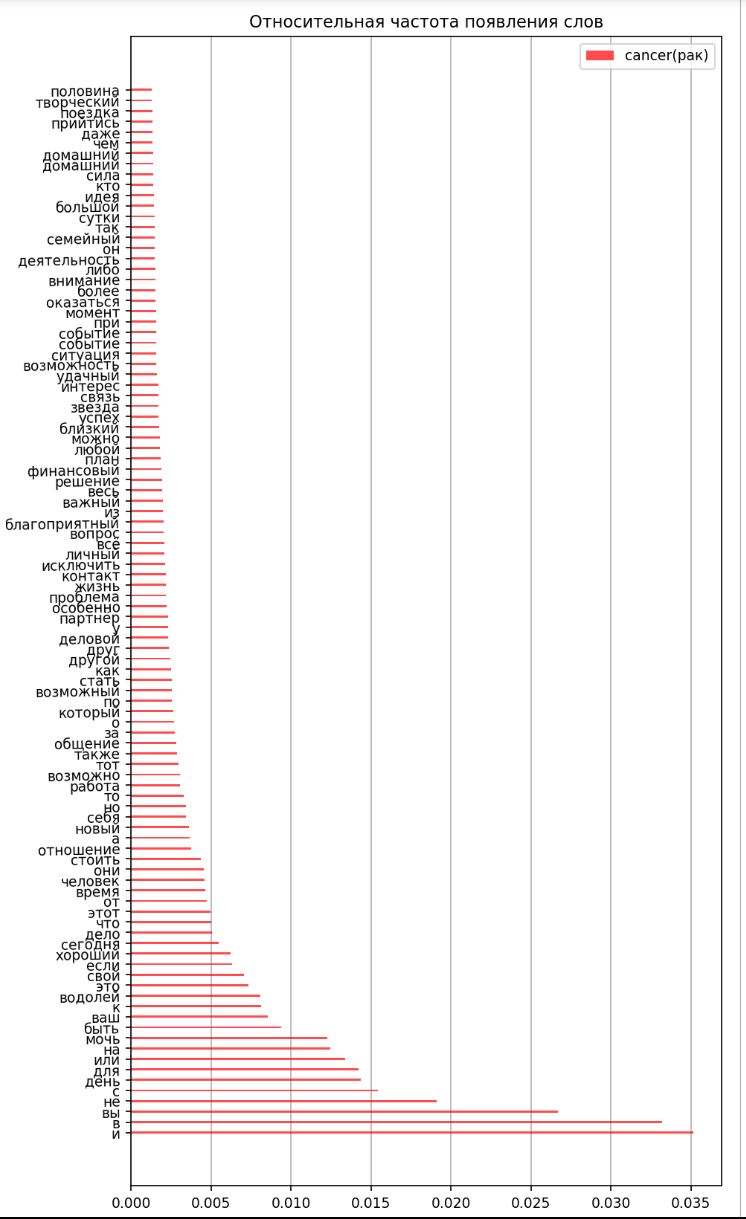 Относительная частота появления слов
cancer(рак)
половина
творческий
поездка
прийтись
даже
чем
домашний
домашний
сила
кто
идея
большой
сутки
так
семейный
он
деятельность
либо
внимание
более
оказаться
момент
при
событие
событие
ситуация
возможность
удачный
интерес
связь
звезда
успех
близкий
можно
любой
план
финансовый
решение
весь
важный
из
благоприятный
вопрос
всё
личный
исключить
контакт
жизнь
проблема
особенно
партнёр
у
деловой
друг
другой
как
стать
возможный
по
который
о
за
общение
также
тот
возможно
работа
то
но
себя
новый
а
отношение
стоить
они
человек
время
от
этот
что
дело
сегодня
хороший
если
свой
это
водолей
к
ваш
быть
мочь
на
или
для
день
с
не
вы
в
и
0.000 0.005 0.010 0.015 0.020 0.025 0.030 0.035